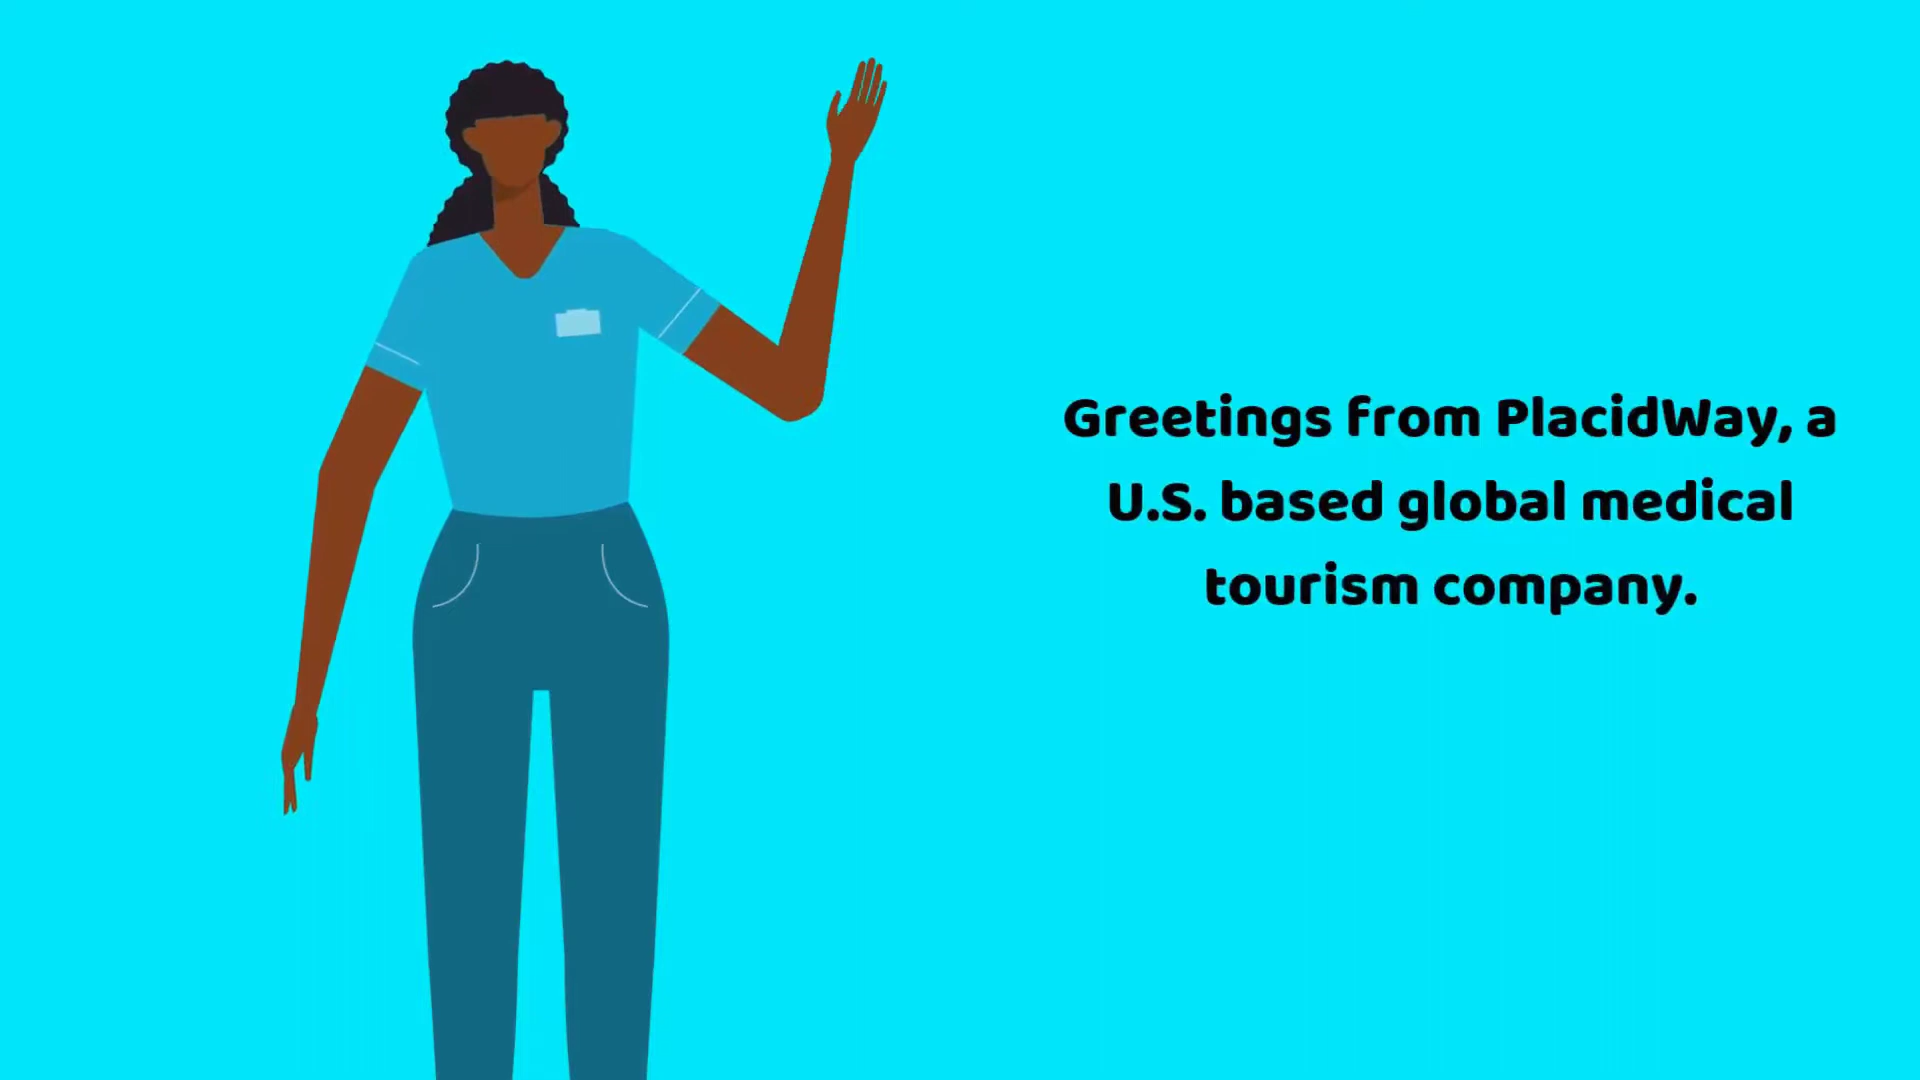 Greetings from PlacidWay, a
U.S. based global medical
tourism company.